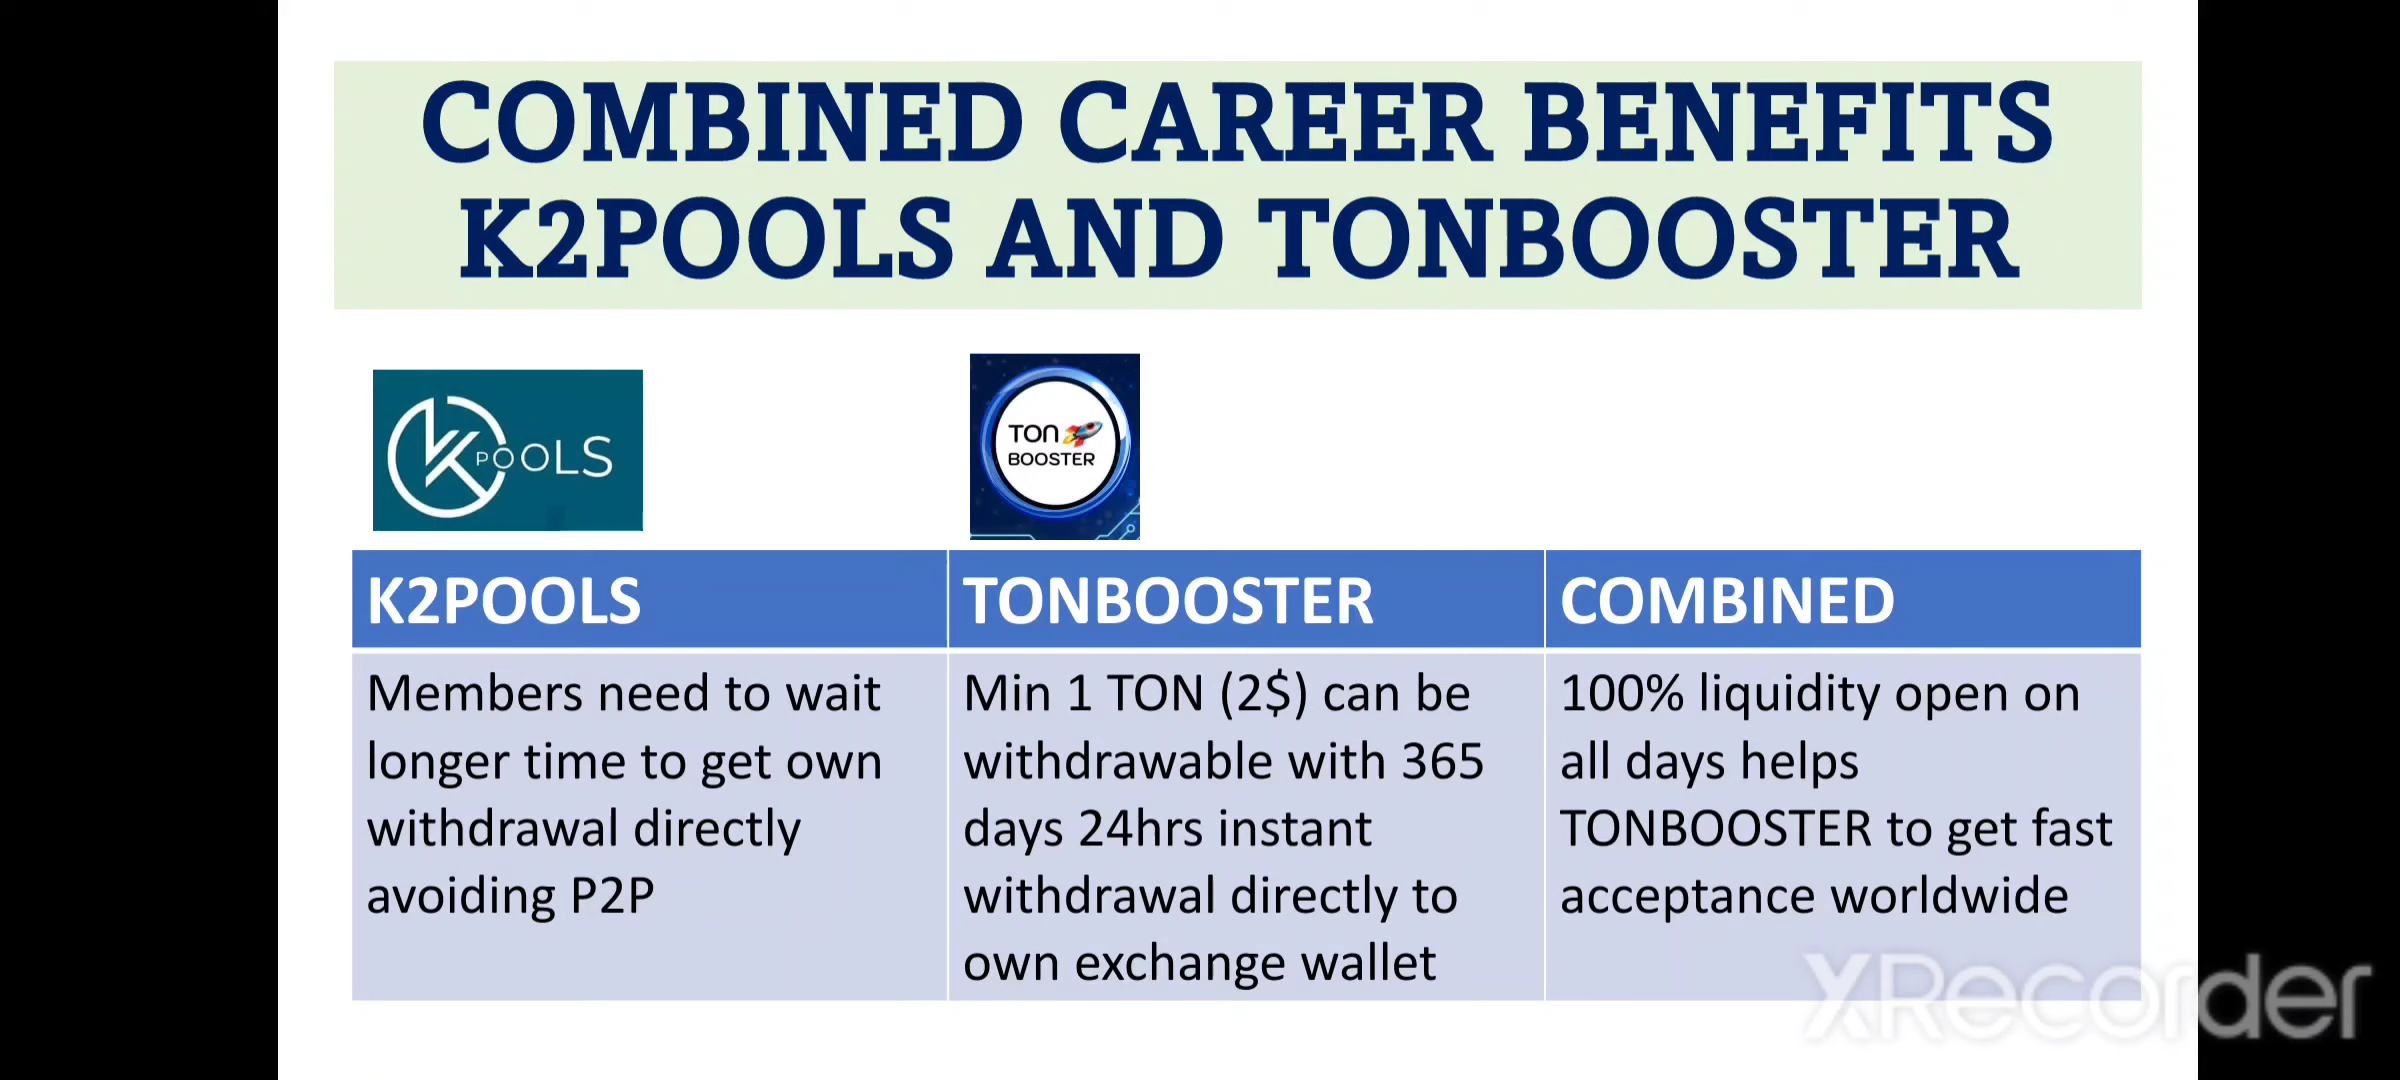 COMBINED CAREER BENEFITS
K2POOLS AND TONBOOSTER
K POOLS
TON
BOOSTER
K2POOLS
Members need to wait
longer time to get own
withdrawal directly
avoiding P2P
TONBOOSTER
Min 1 TON (2$) can be
withdrawable with 365
days 24hrs instant
withdrawal directly to
own exchange wallet
COMBINED
100% liquidity open on
all days helps
TONBOOSTER to get fast
acceptance worldwide
XRecorder